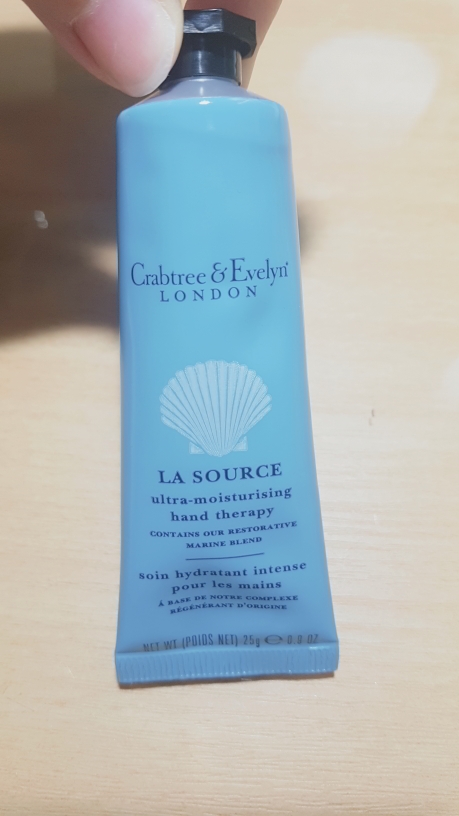 Crabtree & Evelyn®
LONDON
LA SOURCE
ultra-moisturising
hand therapy
CONTAINS OUR RESTORATIVE
MARINE BLEND
soin hydratant intense
pour les mains
À BASE DE NOTRE COMPLEXE
RÉGÉNÉRANT D'ORIGINE
NET WT (POIDS NET) 25g ℮ 0.9 OZ